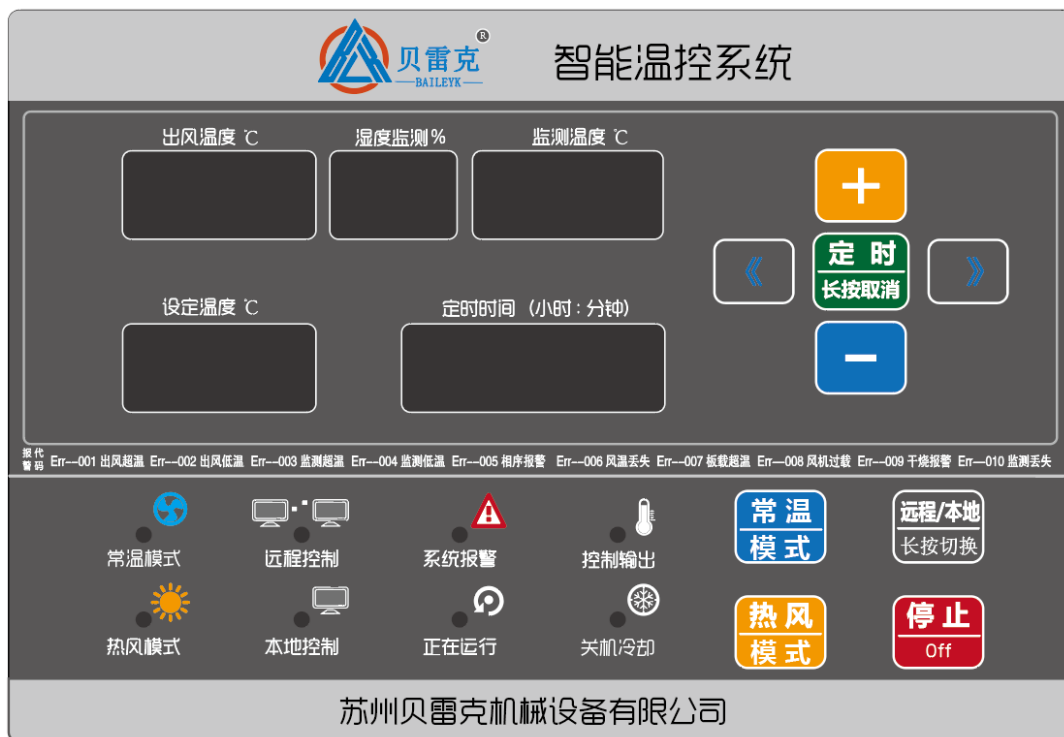 贝雷克®
BAILEYK
智能温控系统
出风温度 ℃
湿度监测%
监测温度 ℃
+
定 时
长按取消
《
》
设定温度 ℃
定时时间 (小时:分钟)
−
报警代码 Err---001 出风超温 Err---002 出风低温 Err---003 监测超温 Err---004 监测低温 Err---005 相序报警 Err---006 风温丢失 Err---007 板载超温 Err---008 风机过载 Err---009 干烧报警 Err---010 监测丢失
常温模式
远程控制
系统报警
控制输出
常 温
模 式
远程/本地
长按切换
热风模式
本地控制
正在运行
关机冷却
热 风
模 式
停 止
Off
苏州贝雷克机械设备有限公司